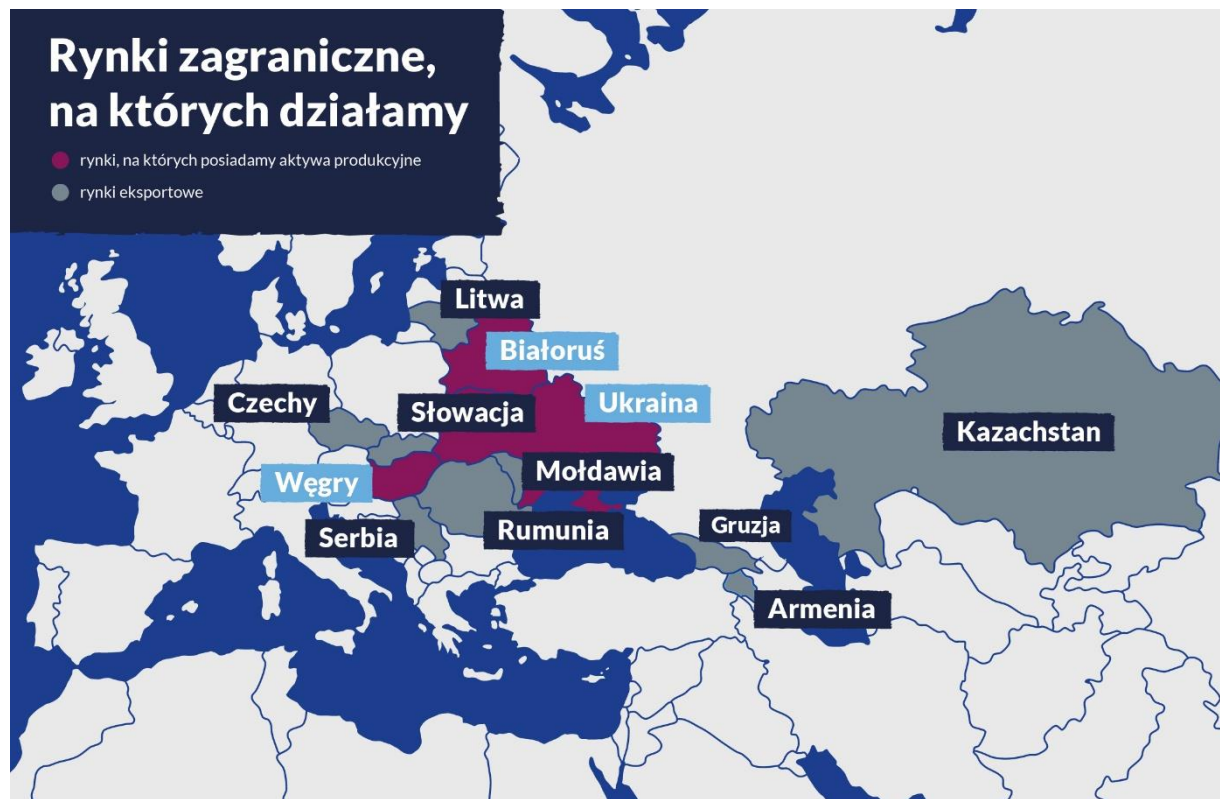 Rynki zagraniczne,
na których działamy
rynki, na których posiadamy aktywa produkcyjne
rynki eksportowe
Litwa
Białoruś
Czechy
Słowacja
Ukraina
Kazachstan
Węgry
Mołdawia
Serbia
Rumunia
Gruzja
Armenia